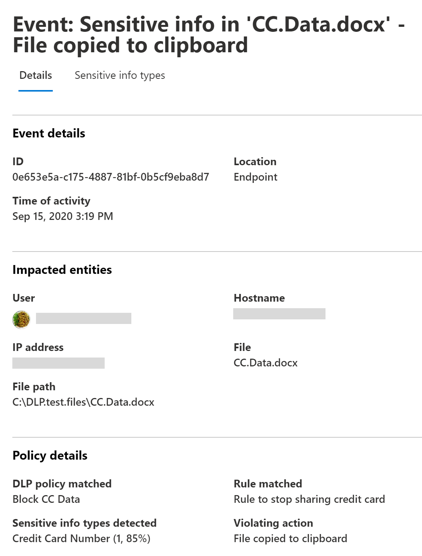 Event: Sensitive info in 'CC.Data.docx' -
File copied to clipboard
Details Sensitive info types
Event details
ID Location
0e653e5a-c175-4887-81bf-0b5cf9eba8d7 Endpoint
Time of activity
Sep 15, 2020 3:19 PM
Impacted entities
User Hostname
IP address File
CC.Data.docx
File path
C:\DLP.test.files\CC.Data.docx
Policy details
DLP policy matched Rule matched
Block CC Data Rule to stop sharing credit card
Sensitive info types detected Violating action
Credit Card Number (1, 85%) File copied to clipboard